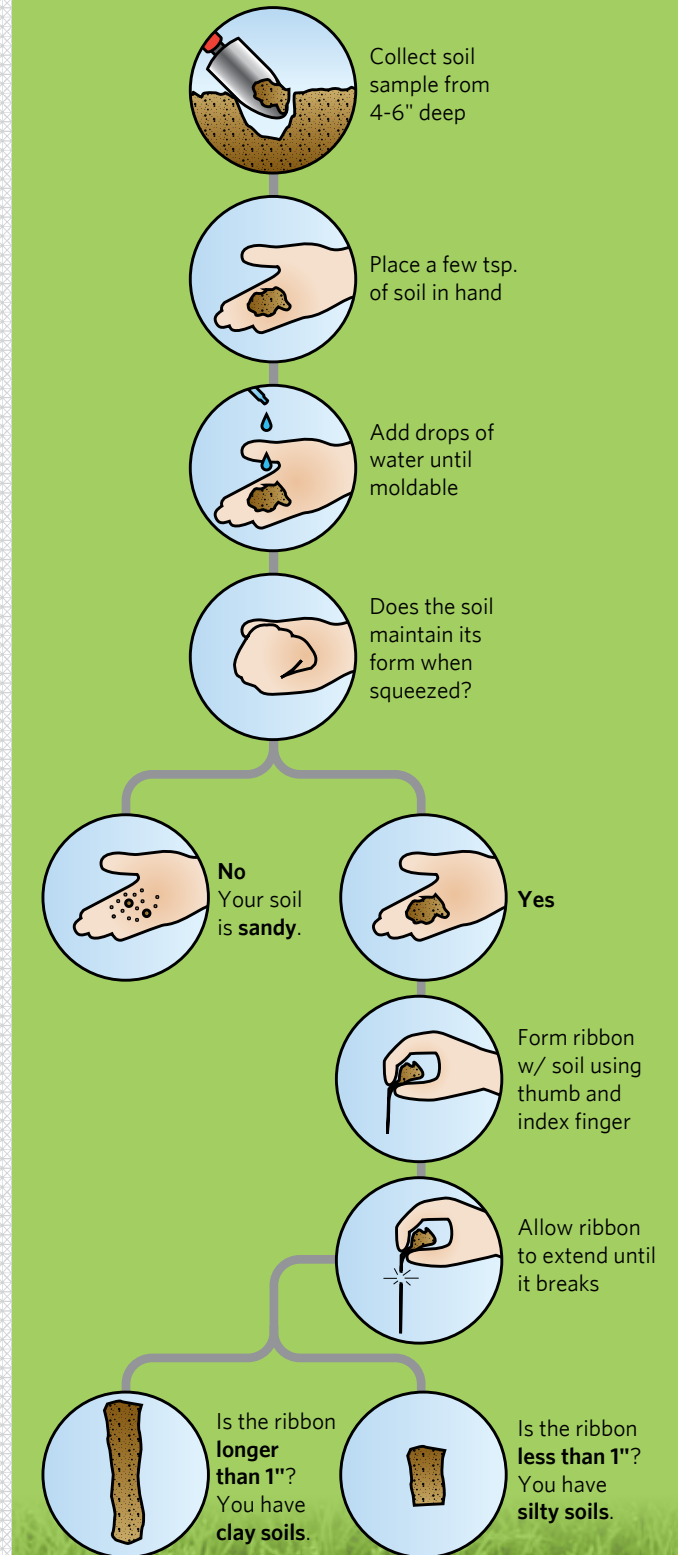 Collect soil
sample from
4-6" deep
Place a few tsp.
of soil in hand
Add drops of
water until
moldable
Does the soil
maintain its
form when
squeezed?
No
Your soil
is sandy.
Yes
Form ribbon
w/ soil using
thumb and
index finger
Allow ribbon
to extend until
it breaks
Is the ribbon
longer
than 1"?
You have
clay soils.
Is the ribbon
less than 1"?
You have
silty soils.